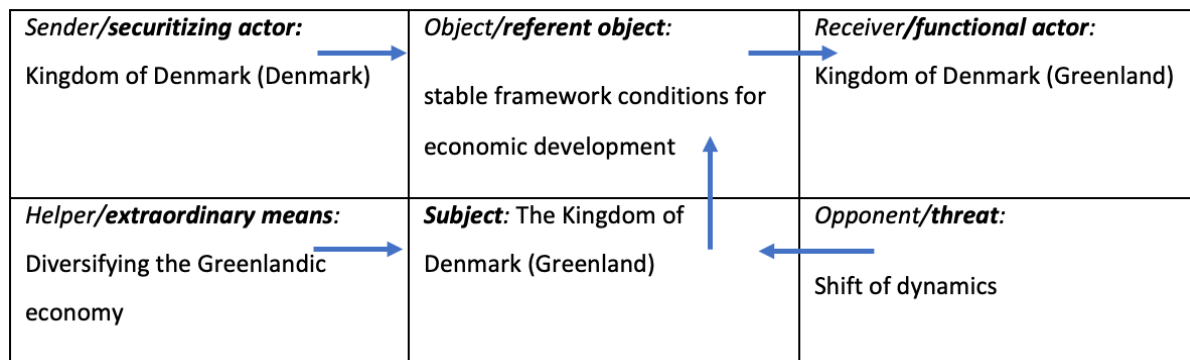 Sender/securitizing actor:
Kingdom of Denmark (Denmark)
Object/referent object:
stable framework conditions for
economic development
Receiver/functional actor:
Kingdom of Denmark (Greenland)
Helper/extraordinary means:
Diversifying the Greenlandic
economy
Subject: The Kingdom of
Denmark (Greenland)
Opponent/threat:
Shift of dynamics